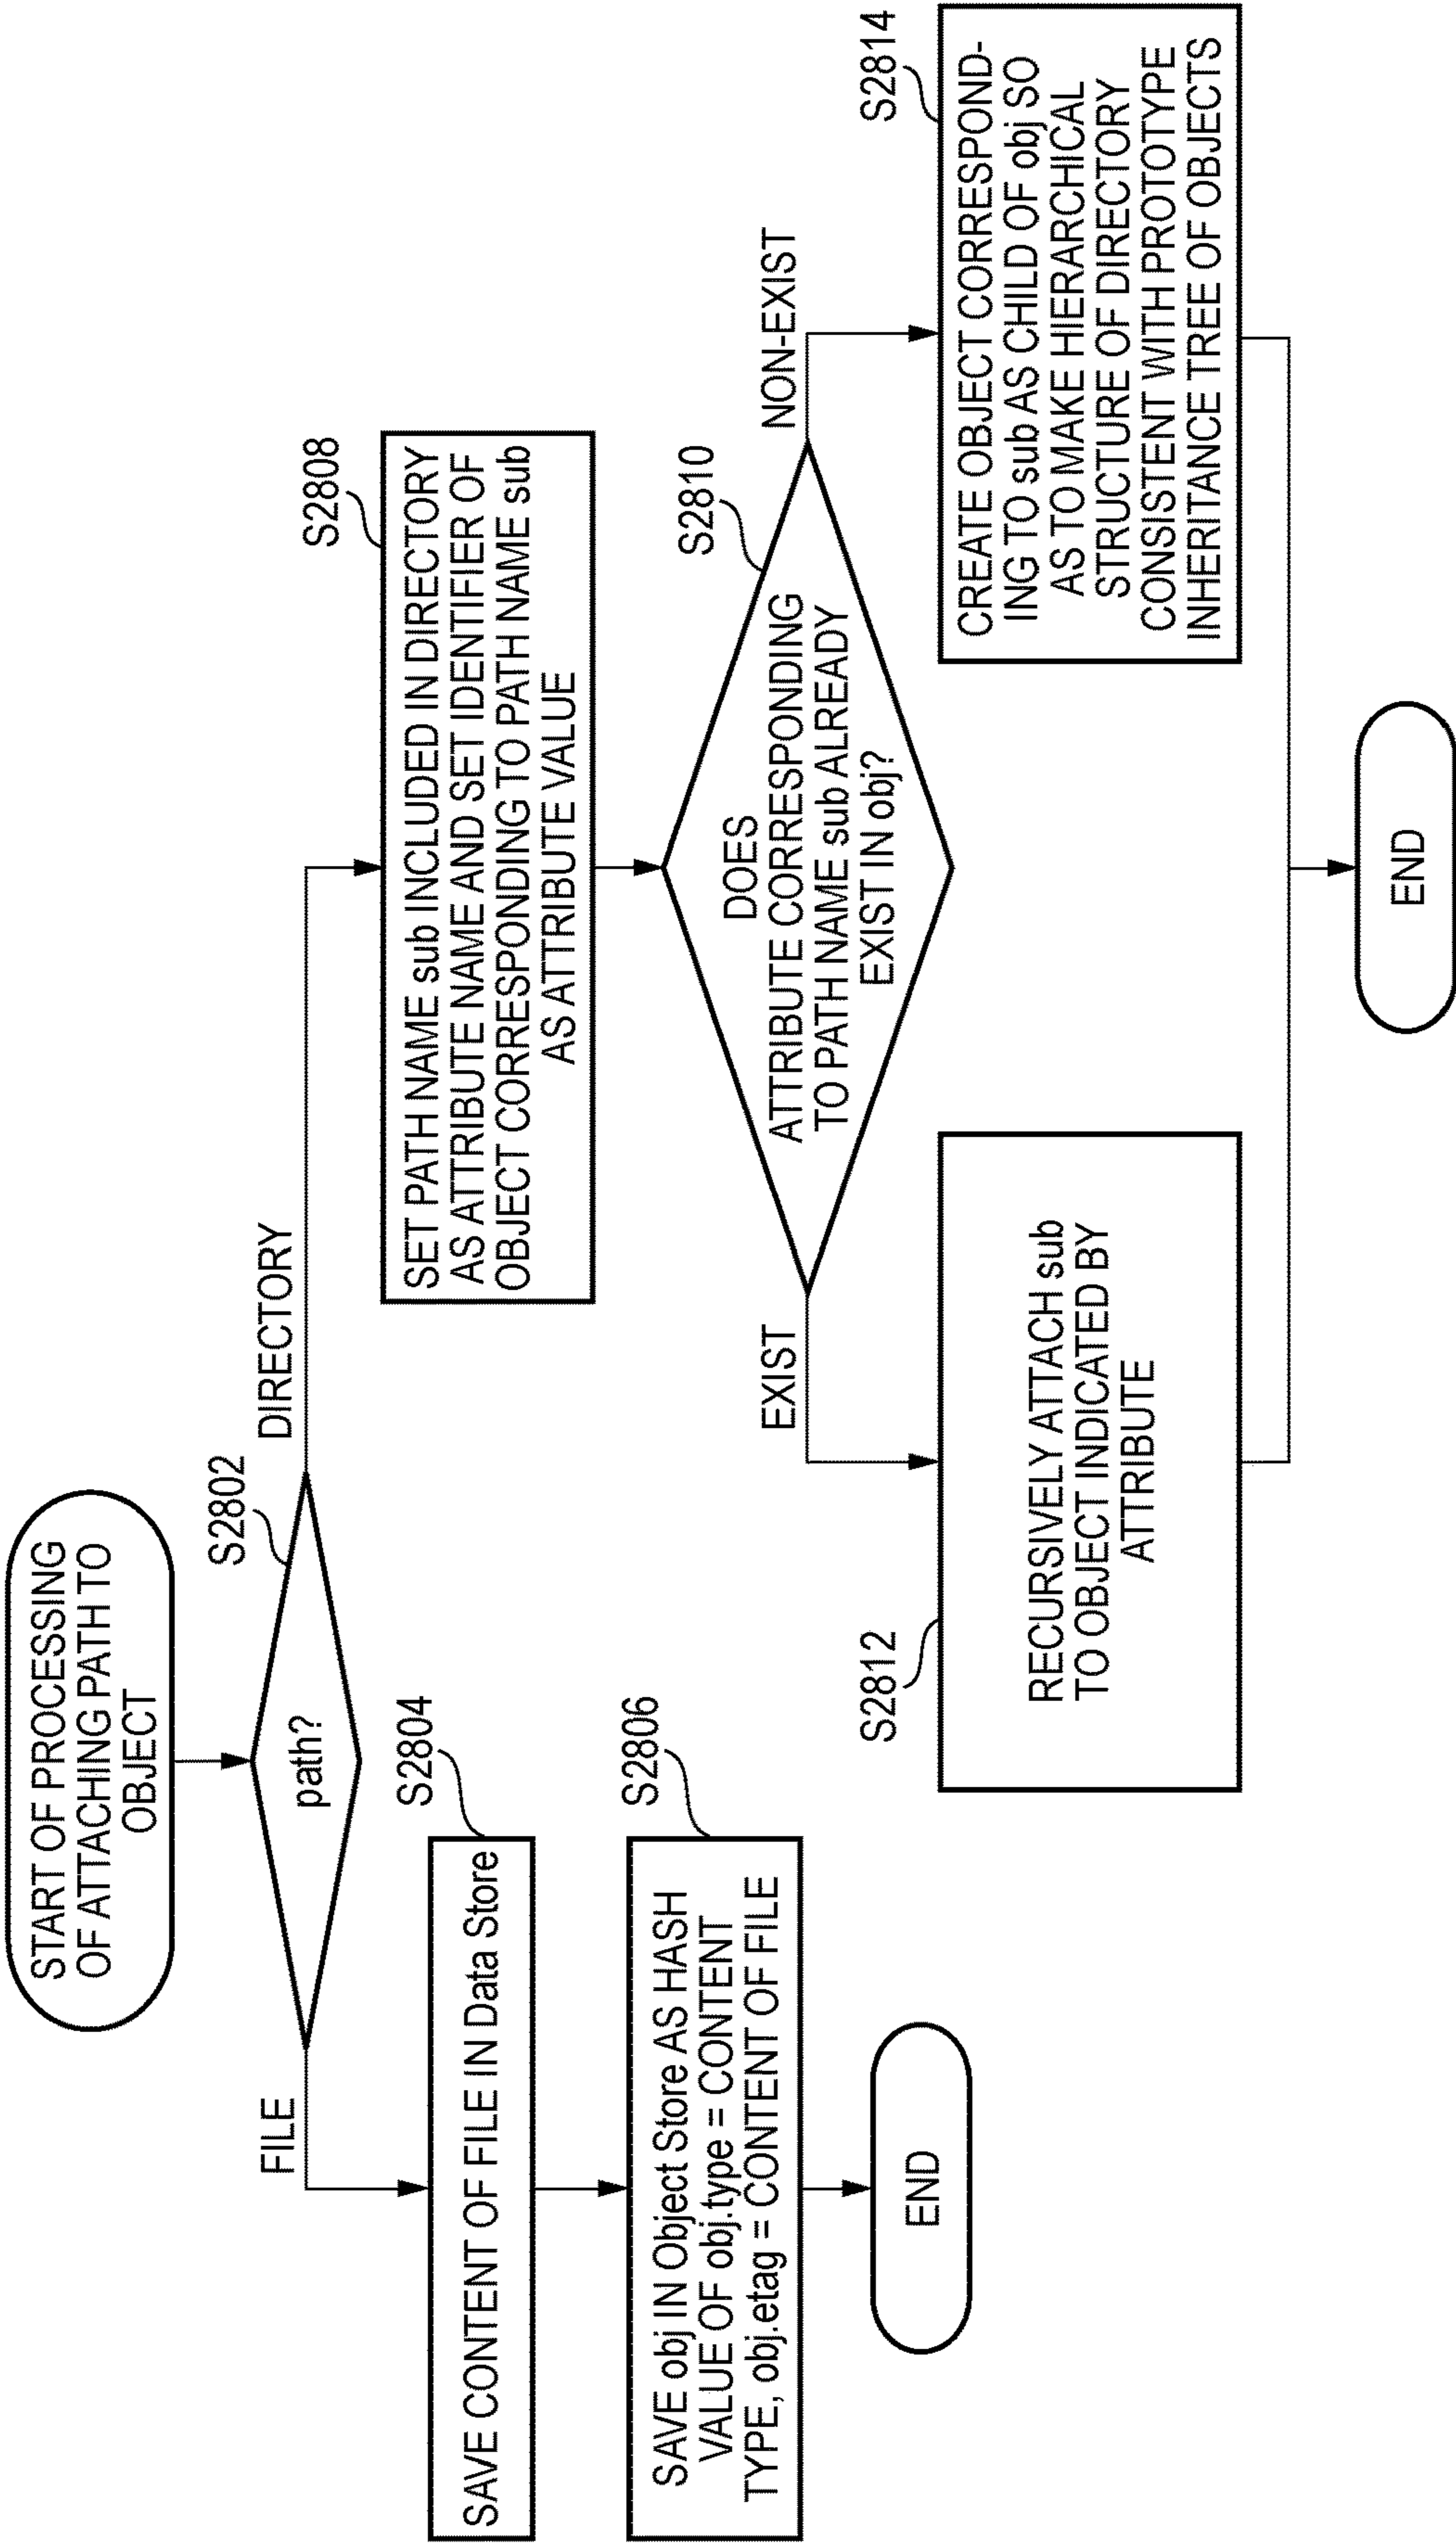 START OF PROCESSING
OF ATTACHING PATH TO
OBJECT
S2802
path?
FILE
DIRECTORY
S2804
SAVE CONTENT OF FILE IN Data Store
S2806
SAVE obj IN Object Store AS HASH
VALUE OF obj.type = CONTENT
TYPE, obj.etag = CONTENT OF FILE
END
S2808
SET PATH NAME sub INCLUDED IN DIRECTORY
AS ATTRIBUTE NAME AND SET IDENTIFIER OF
OBJECT CORRESPONDING TO PATH NAME sub
AS ATTRIBUTE VALUE
S2810
DOES
ATTRIBUTE CORRESPONDING
TO PATH NAME sub ALREADY
EXIST IN obj?
EXIST
NON-EXIST
S2812
RECURSIVELY ATTACH sub
TO OBJECT INDICATED BY
ATTRIBUTE
S2814
CREATE OBJECT CORRESPOND-
ING TO sub AS CHILD OF obj SO
AS TO MAKE HIERARCHICAL
STRUCTURE OF DIRECTORY
CONSISTENT WITH PROTOTYPE
INHERITANCE TREE OF OBJECTS
END